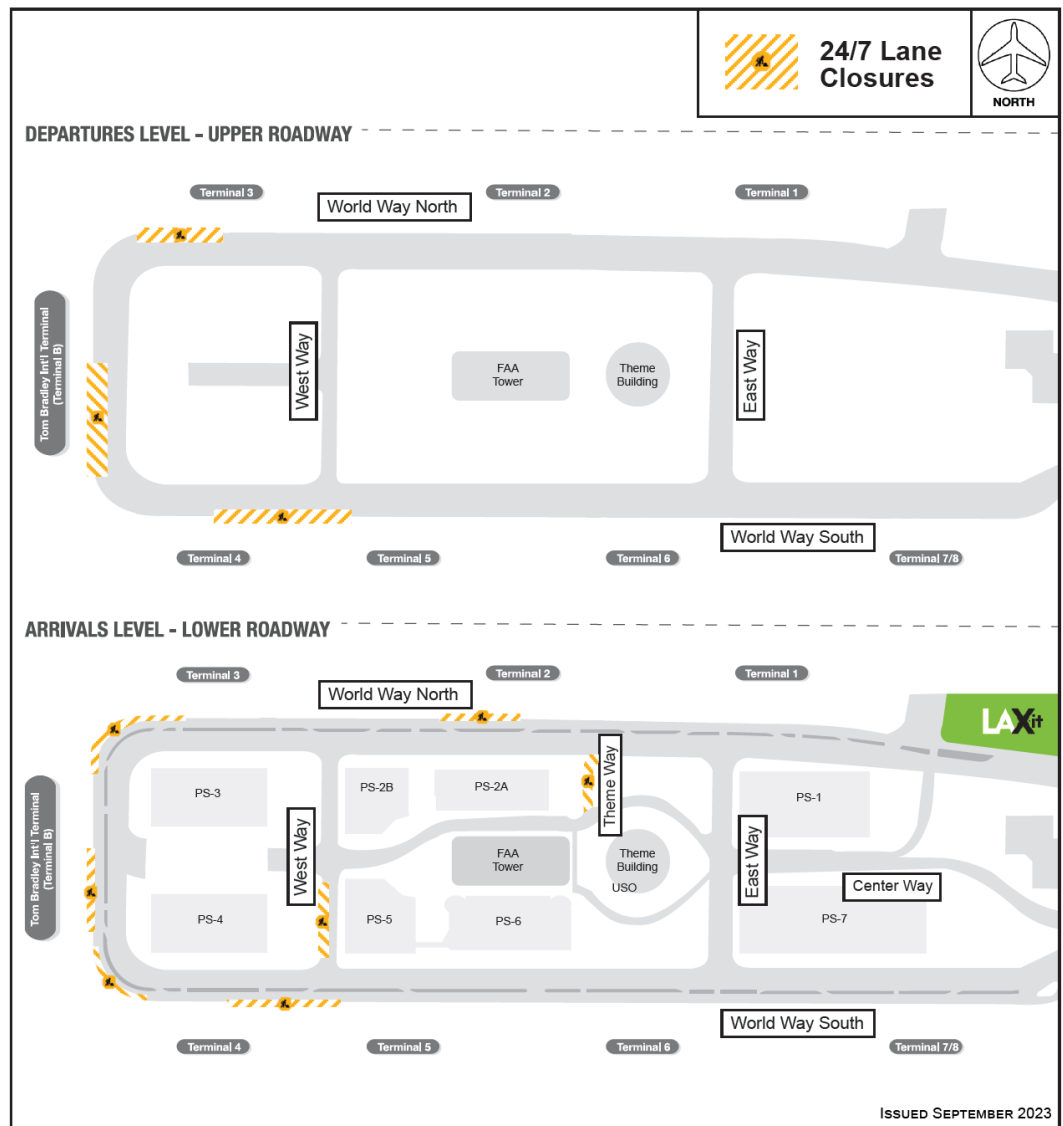 24/7 Lane
Closures
NORTH
DEPARTURES LEVEL - UPPER ROADWAY
Terminal 3
Terminal 2
Terminal 1
World Way North
Tom Bradley Int'l Terminal
(Terminal B)
West Way
FAA
Tower
Theme
Building
East Way
World Way South
Terminal 4
Terminal 5
Terminal 6
Terminal 7/8
ARRIVALS LEVEL - LOWER ROADWAY
Terminal 3
Terminal 2
Terminal 1
World Way North
LAXit
Theme Way
PS-3
PS-2B
PS-2A
PS-1
Tom Bradley Int'l Terminal
(Terminal B)
West Way
FAA
Tower
Theme
Building
USO
East Way
Center Way
PS-4
PS-5
PS-6
PS-7
World Way South
Terminal 4
Terminal 5
Terminal 6
Terminal 7/8
ISSUED SEPTEMBER 2023